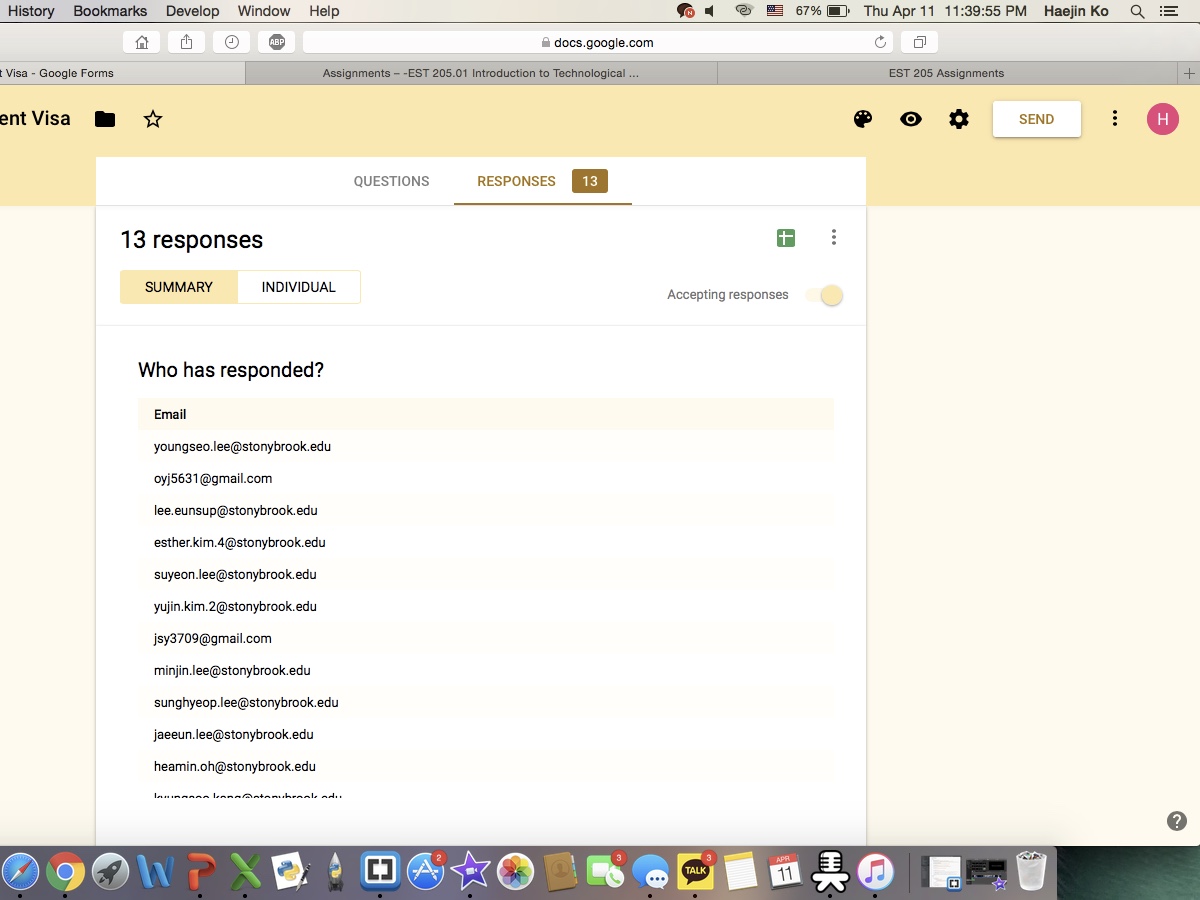 History Bookmarks Develop Window Help 67% Thu Apr 11 11:39:55 PM Haejin Ko
ABP docs.google.com
t Visa - Google Forms Assignments – -EST 205.01 Introduction to Technological ... EST 205 Assignments +
ent Visa SEND H
QUESTIONS RESPONSES 13
13 responses
SUMMARY INDIVIDUAL
Accepting responses
Who has responded?
Email
youngseo.lee@stonybrook.edu
oyj5631@gmail.com
lee.eunsup@stonybrook.edu
esther.kim.4@stonybrook.edu
suyeon.lee@stonybrook.edu
yujin.kim.2@stonybrook.edu
jsy3709@gmail.com
minjin.lee@stonybrook.edu
sunghyeop.lee@stonybrook.edu
jaeeun.lee@stonybrook.edu
heamin.oh@stonybrook.edu
?
2 3 TALK 3 APR 11